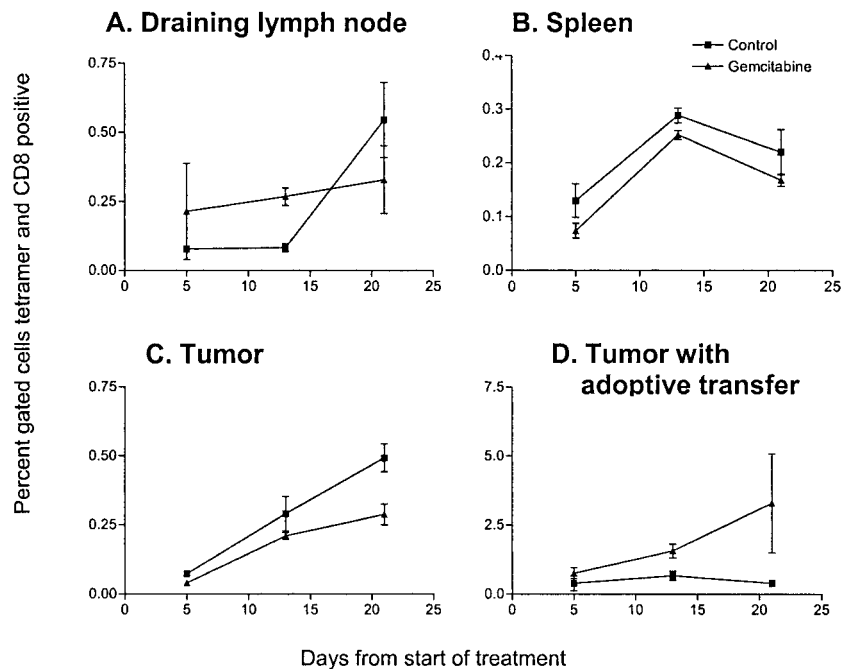 A. Draining lymph node
B. Spleen
Control
Gemcitabine
Percent gated cells tetramer and CD8 positive
0.75
0.50
0.25
0.00
0 5 10 15 20 25
0.4
0.3
0.2
0.1
0.0
0 5 10 15 20 25
C. Tumor
D. Tumor with
adoptive transfer
0.75
0.50
0.25
0.00
0 5 10 15 20 25
7.5
5.0
2.5
0.0
0 5 10 15 20 25
Days from start of treatment